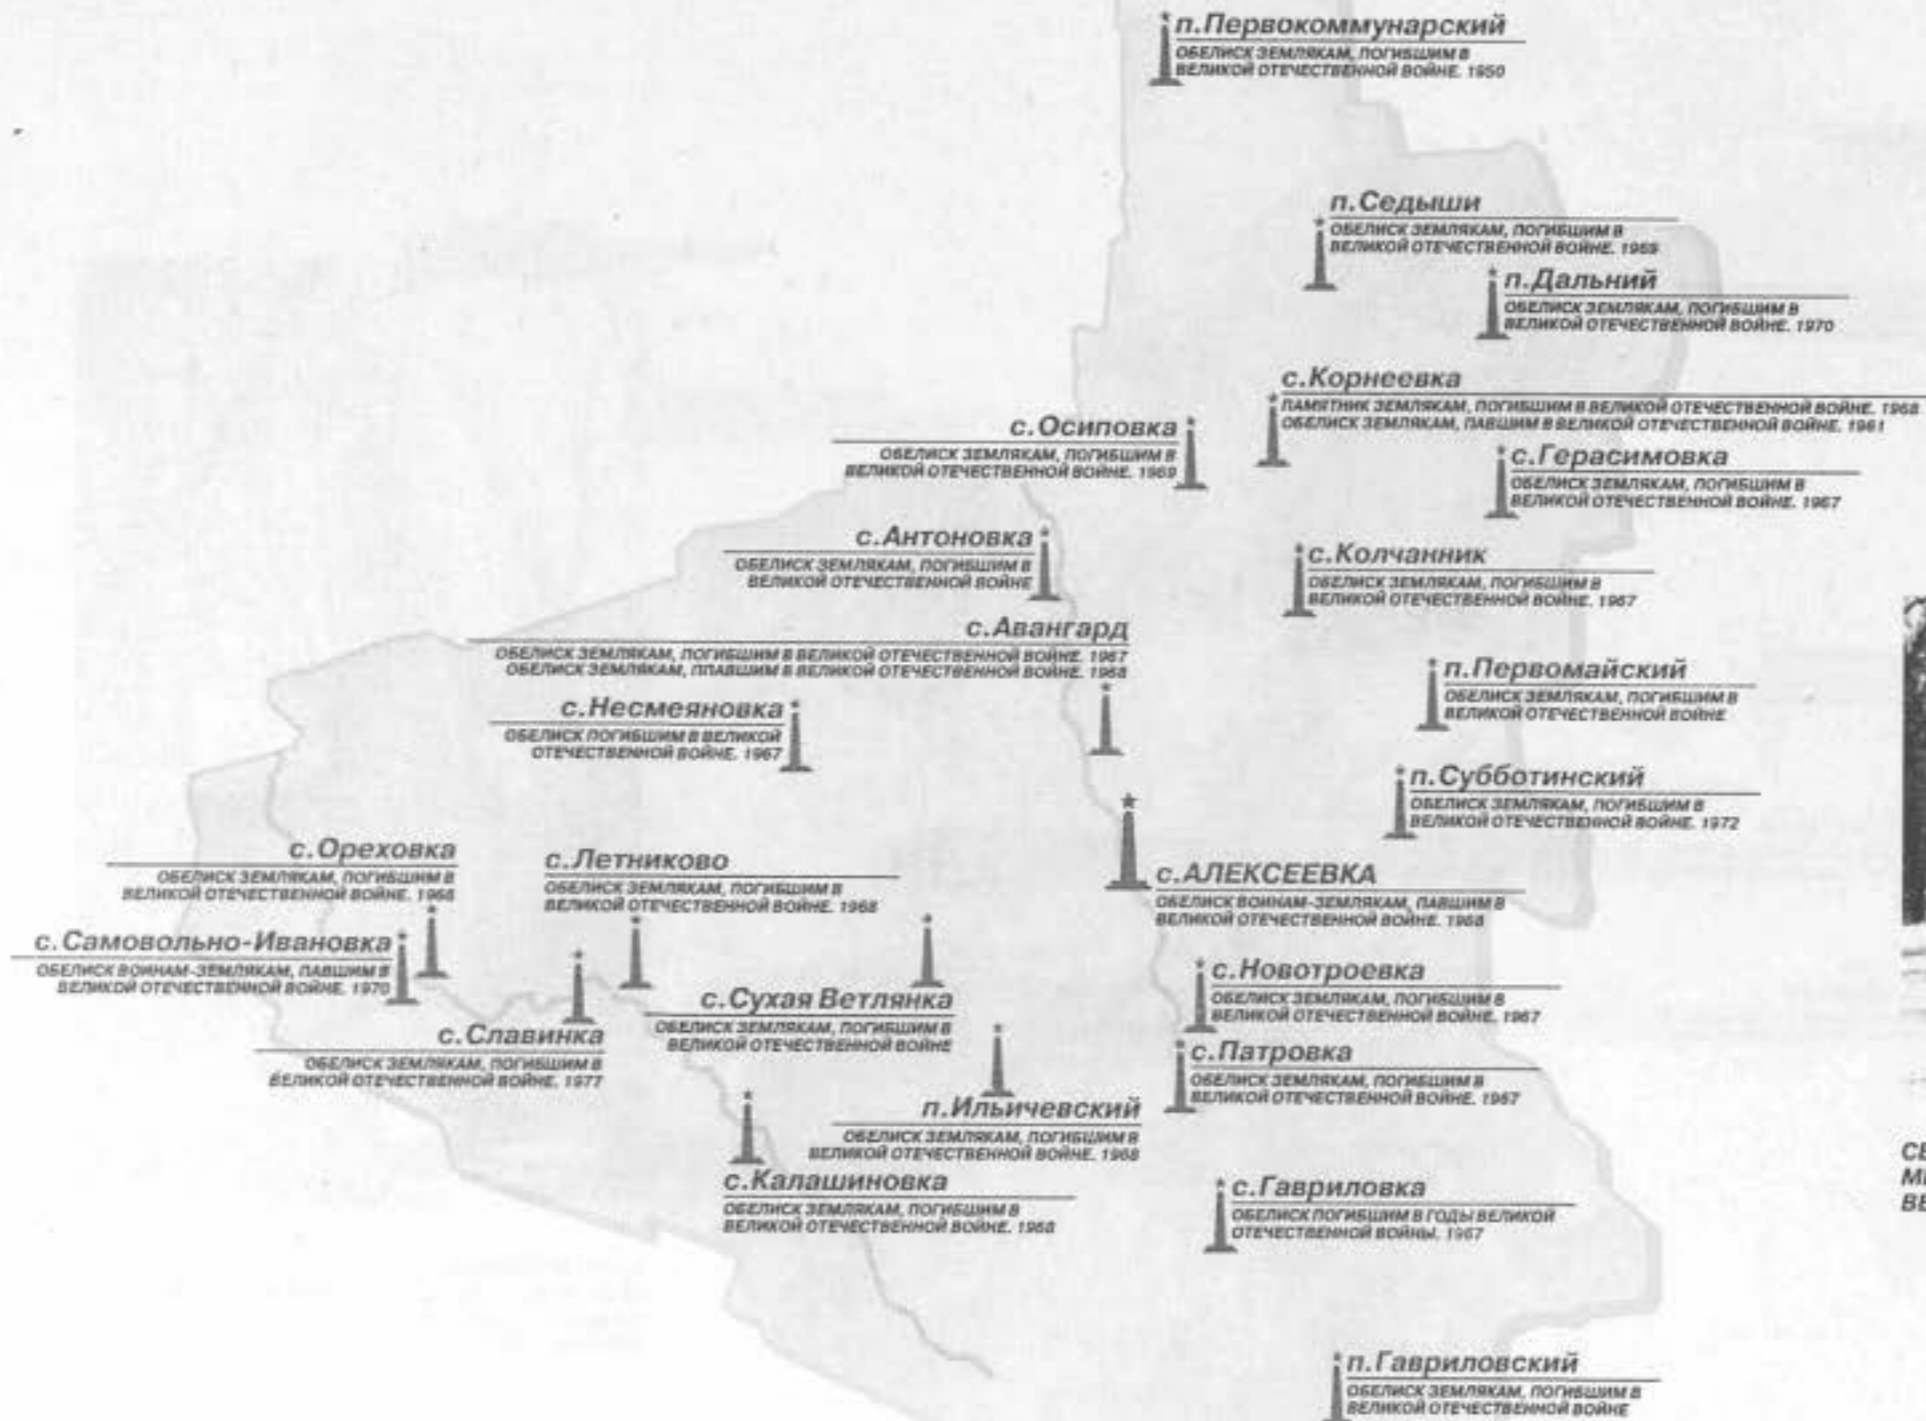 п.Первокоммунарский
ОБЕЛИСК ЗЕМЛЯКАМ, ПОГИБШИМ В
ВЕЛИКОЙ ОТЕЧЕСТВЕННОЙ ВОЙНЕ. 1950
п.Седыши
ОБЕЛИСК ЗЕМЛЯКАМ, ПОГИБШИМ В
ВЕЛИКОЙ ОТЕЧЕСТВЕННОЙ ВОЙНЕ. 1969
п.Дальний
ОБЕЛИСК ЗЕМЛЯКАМ, ПОГИБШИМ В
ВЕЛИКОЙ ОТЕЧЕСТВЕННОЙ ВОЙНЕ. 1970
с.Корнеевка
ПАМЯТНИК ЗЕМЛЯКАМ, ПОГИБШИМ В ВЕЛИКОЙ ОТЕЧЕСТВЕННОЙ ВОЙНЕ. 1968
ОБЕЛИСК ЗЕМЛЯКАМ, ПАВШИМ В ВЕЛИКОЙ ОТЕЧЕСТВЕННОЙ ВОЙНЕ. 1961
с.Осиповка
ОБЕЛИСК ЗЕМЛЯКАМ, ПОГИБШИМ В
ВЕЛИКОЙ ОТЕЧЕСТВЕННОЙ ВОЙНЕ. 1969
с.Герасимовка
ОБЕЛИСК ЗЕМЛЯКАМ, ПОГИБШИМ В
ВЕЛИКОЙ ОТЕЧЕСТВЕННОЙ ВОЙНЕ. 1967
с.Антоновка
ОБЕЛИСК ЗЕМЛЯКАМ, ПОГИБШИМ В
ВЕЛИКОЙ ОТЕЧЕСТВЕННОЙ ВОЙНЕ
с.Колчанник
ОБЕЛИСК ЗЕМЛЯКАМ, ПОГИБШИМ В
ВЕЛИКОЙ ОТЕЧЕСТВЕННОЙ ВОЙНЕ. 1967
с.Авангард
ОБЕЛИСК ЗЕМЛЯКАМ, ПОГИБШИМ В ВЕЛИКОЙ ОТЕЧЕСТВЕННОЙ ВОЙНЕ. 1967
ОБЕЛИСК ЗЕМЛЯКАМ, ППАВШИМ В ВЕЛИКОЙ ОТЕЧЕСТВЕННОЙ ВОЙНЕ. 1968
п.Первомайский
ОБЕЛИСК ЗЕМЛЯКАМ, ПОГИБШИМ В
ВЕЛИКОЙ ОТЕЧЕСТВЕННОЙ ВОЙНЕ
с.Несмеяновка
ОБЕЛИСК ПОГИБШИМ В ВЕЛИКОЙ
ОТЕЧЕСТВЕННОЙ ВОЙНЕ. 1967
п.Субботинский
ОБЕЛИСК ЗЕМЛЯКАМ, ПОГИБШИМ В
ВЕЛИКОЙ ОТЕЧЕСТВЕННОЙ ВОЙНЕ. 1972
с.Ореховка
ОБЕЛИСК ЗЕМЛЯКАМ, ПОГИБШИМ В
ВЕЛИКОЙ ОТЕЧЕСТВЕННОЙ ВОЙНЕ. 1968
с.Летниково
ОБЕЛИСК ЗЕМЛЯКАМ, ПОГИБШИМ В
ВЕЛИКОЙ ОТЕЧЕСТВЕННОЙ ВОЙНЕ. 1968
с.АЛЕКСЕЕВКА
ОБЕЛИСК ВОИНАМ-ЗЕМЛЯКАМ, ПАВШИМ В
ВЕЛИКОЙ ОТЕЧЕСТВЕННОЙ ВОЙНЕ. 1968
с.Самовольно-Ивановка
ОБЕЛИСК ВОИНАМ-ЗЕМЛЯКАМ, ПАВШИМ В
ВЕЛИКОЙ ОТЕЧЕСТВЕННОЙ ВОЙНЕ. 1970
с.Новотроевка
ОБЕЛИСК ЗЕМЛЯКАМ, ПОГИБШИМ В
ВЕЛИКОЙ ОТЕЧЕСТВЕННОЙ ВОЙНЕ. 1967
с.Сухая Ветлянка
ОБЕЛИСК ЗЕМЛЯКАМ, ПОГИБШИМ В
ВЕЛИКОЙ ОТЕЧЕСТВЕННОЙ ВОЙНЕ
с.Славинка
ОБЕЛИСК ЗЕМЛЯКАМ, ПОГИБШИМ В
ВЕЛИКОЙ ОТЕЧЕСТВЕННОЙ ВОЙНЕ. 1977
с.Патровка
ОБЕЛИСК ЗЕМЛЯКАМ, ПОГИБШИМ В
ВЕЛИКОЙ ОТЕЧЕСТВЕННОЙ ВОЙНЕ. 1967
п.Ильичевский
ОБЕЛИСК ЗЕМЛЯКАМ, ПОГИБШИМ В
ВЕЛИКОЙ ОТЕЧЕСТВЕННОЙ ВОЙНЕ. 1968
с.Калашиновка
ОБЕЛИСК ЗЕМЛЯКАМ, ПОГИБШИМ В
ВЕЛИКОЙ ОТЕЧЕСТВЕННОЙ ВОЙНЕ. 1968
с.Гавриловка
ОБЕЛИСК ПОГИБШИМ В ГОДЫ ВЕЛИКОЙ
ОТЕЧЕСТВЕННОЙ ВОЙНЫ. 1967
п.Гавриловский
ОБЕЛИСК ЗЕМЛЯКАМ, ПОГИБШИМ В
ВЕЛИКОЙ ОТЕЧЕСТВЕННОЙ ВОЙНЕ